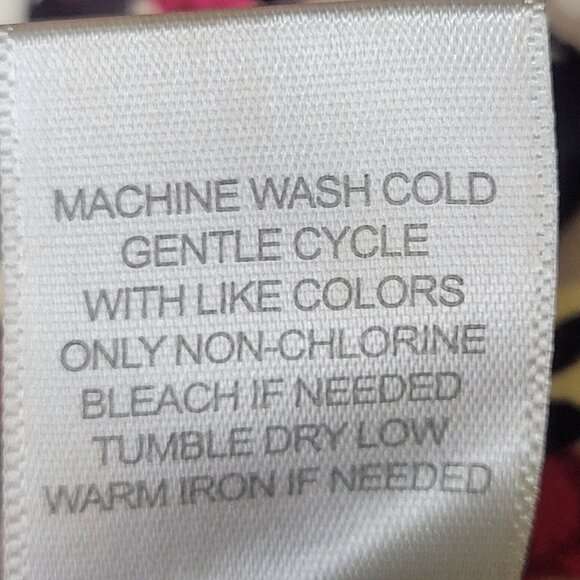 MACHINE WASH COLD
GENTLE CYCLE
WITH LIKE COLORS
ONLY NON-CHLORINE
BLEACH IF NEEDED
TUMBLE DRY LOW
WARM IRON IF NEEDED